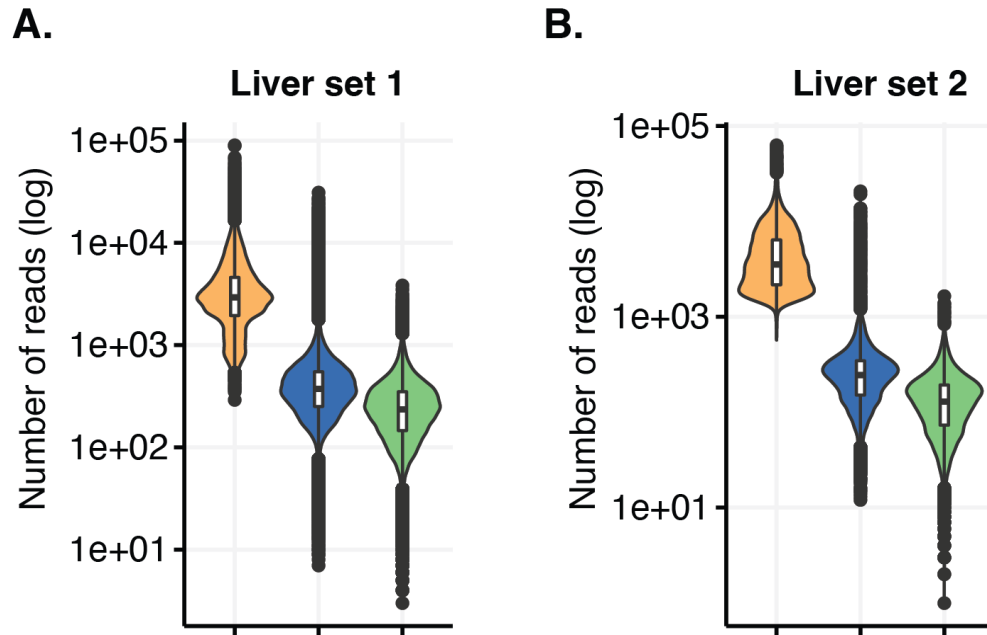 A.
Liver set 1
Number of reads (log)
1e+05
1e+04
1e+03
1e+02
1e+01
B.
Liver set 2
Number of reads (log)
1e+05
1e+03
1e+01